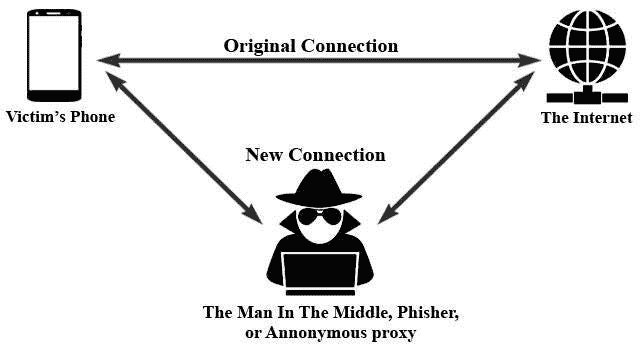 Original Connection
Victim's Phone
The Internet
New Connection
The Man In The Middle, Phisher,
or Annonymous proxy